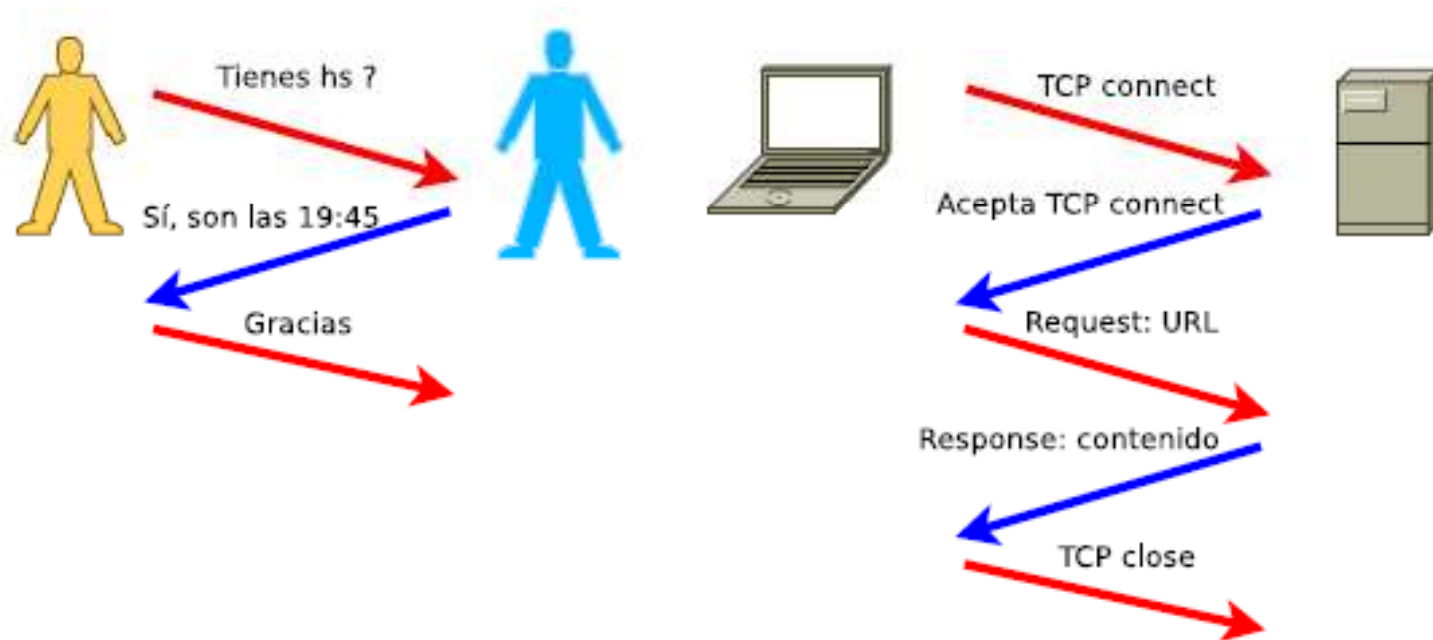 Tienes hs ?
Sí, son las 19:45
Gracias
TCP connect
Acepta TCP connect
Request: URL
Response: contenido
TCP close